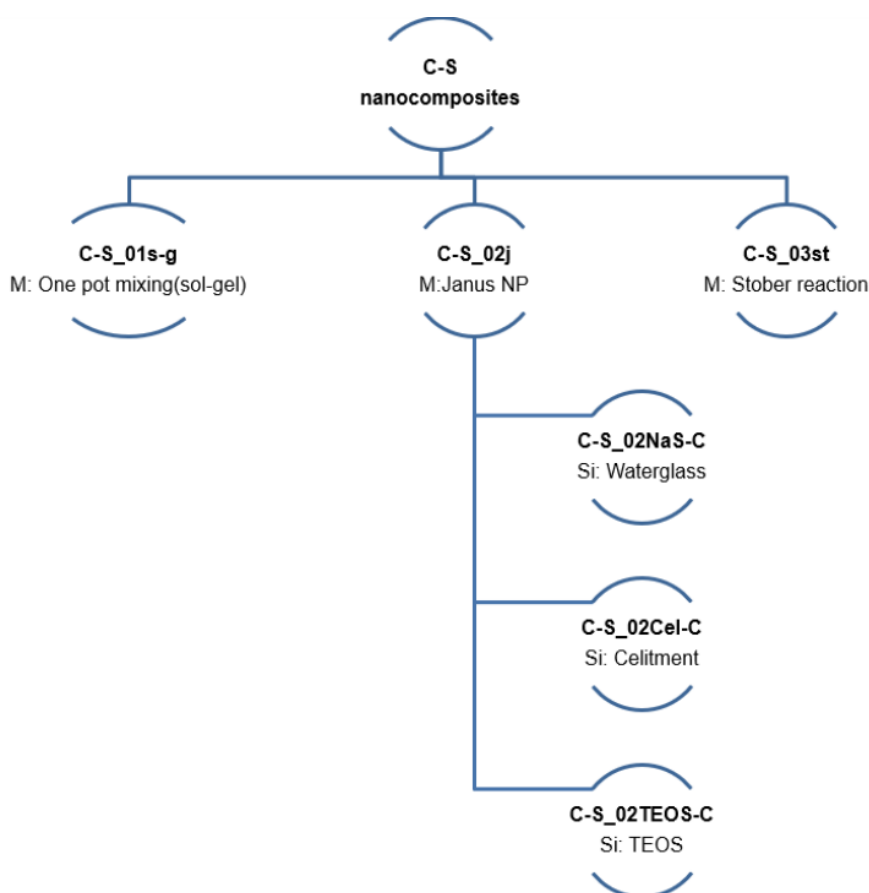 C-S
nanocomposites
C-S_01s-g
M: One pot mixing(sol-gel)
C-S_02j
M:Janus NP
C-S_03st
M: Stober reaction
C-S_02NaS-C
Si: Waterglass
C-S_02Cel-C
Si: Celitment
C-S_02TEOS-C
Si: TEOS